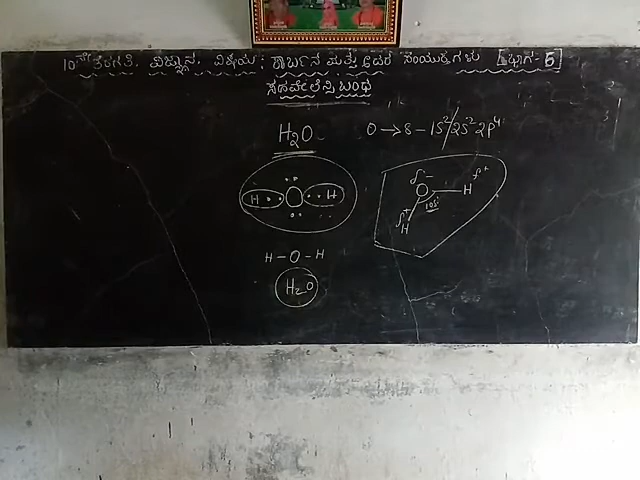 10ನೇ ತರಗತಿ. ವಿಜ್ಞಾನ. ವಿಷಯ: ಕಾರ್ಬನ ಮತ್ತು ಅದರ ಸಂಯುಕ್ತಗಳು [ಭಾಗ-5]
ಸಹವೇಲೆನ್ಸಿ ಬಂಧ
H₂O O → 8 - 1S² / 2S² 2P⁴
H O H
δ- O H δ+
105°
δ+ H
H - O - H
H₂O